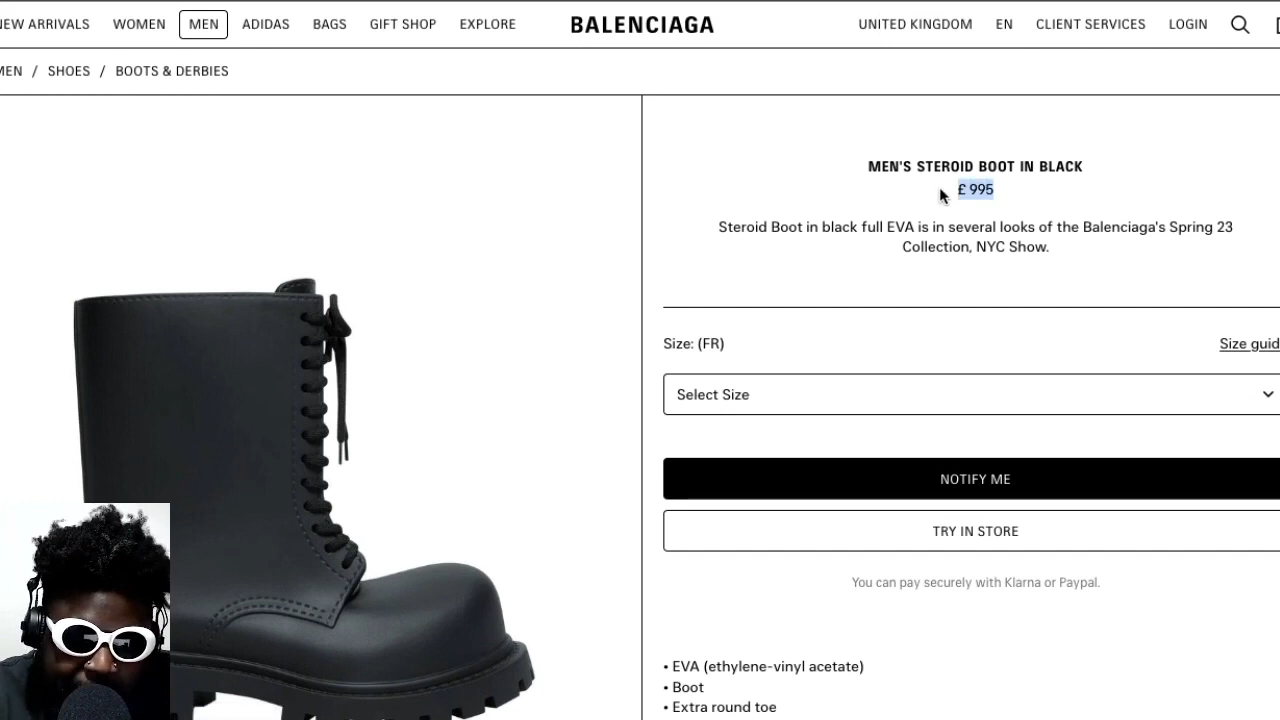 NEW ARRIVALS WOMEN MEN ADIDAS BAGS GIFT SHOP EXPLORE BALENCIAGA UNITED KINGDOM EN CLIENT SERVICES LOGIN
MEN / SHOES / BOOTS & DERBIES
MEN'S STEROID BOOT IN BLACK
£ 995
Steroid Boot in black full EVA is in several looks of the Balenciaga's Spring 23
Collection, NYC Show.
Size: (FR) Size guid
Select Size
NOTIFY ME
TRY IN STORE
You can pay securely with Klarna or Paypal.
• EVA (ethylene-vinyl acetate)
• Boot
• Extra round toe